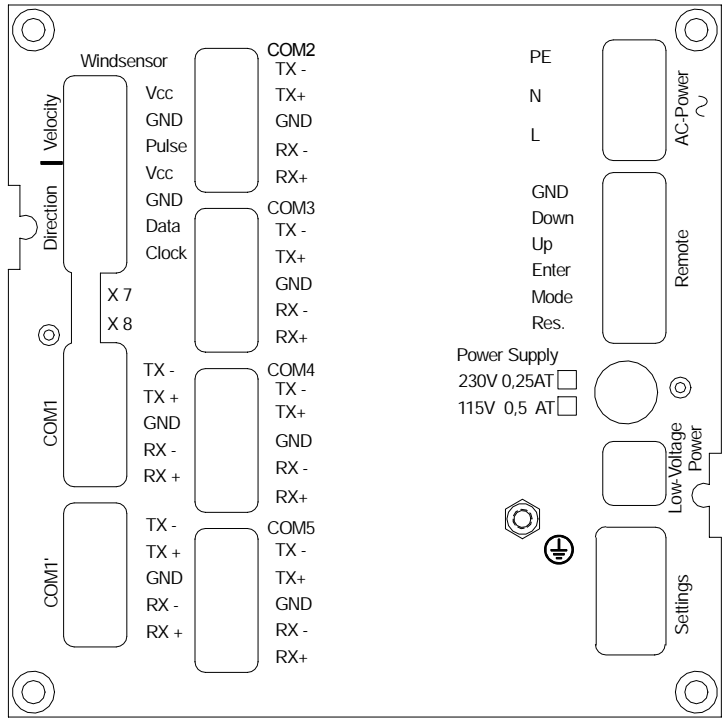 Windsensor
Velocity
Direction
Vcc
GND
Pulse
Vcc
GND
Data
Clock
X 7
X 8
COM1
TX -
TX +
GND
RX -
RX +
COM1'
TX -
TX +
GND
RX -
RX +
COM2
TX -
TX+
GND
RX -
RX+
COM3
TX -
TX+
GND
RX -
RX+
COM4
TX -
TX+
GND
RX -
RX+
COM5
TX -
TX+
GND
RX -
RX+
PE
N
L
AC-Power
GND
Down
Up
Enter
Mode
Res.
Remote
Power Supply
230V 0,25AT
115V 0,5 AT
Low-Voltage
Power
Settings